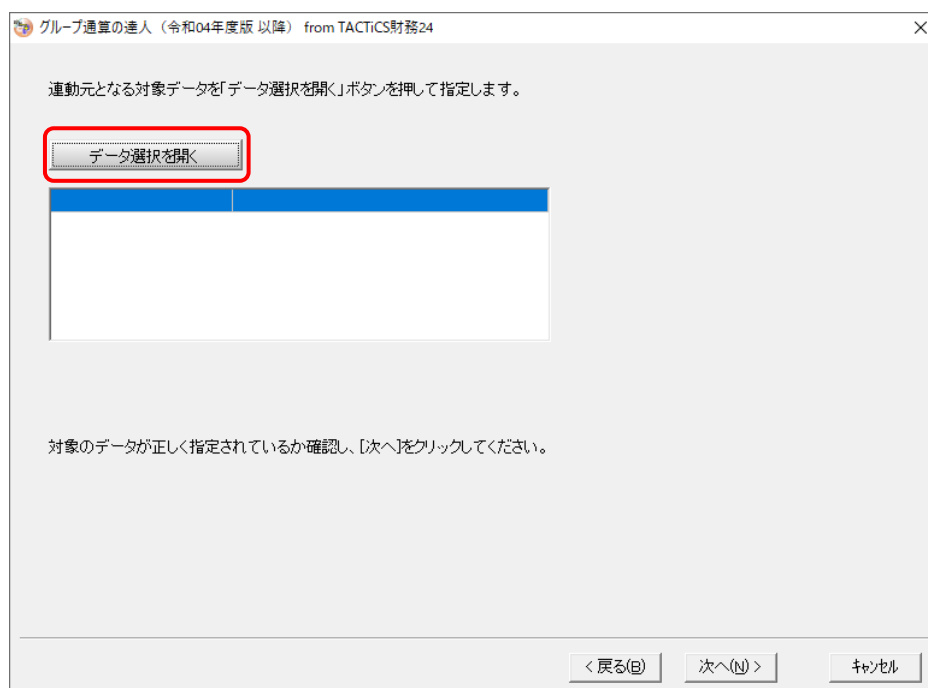 グループ通算の達人（令和04年度版 以降） from TACTiCS財務24
連動元となる対象データを「データ選択を開く」ボタンを押して指定します。
データ選択を開く
対象のデータが正しく指定されているか確認し、[次へ]をクリックしてください。
< 戻る(B)
次へ(N) >
キャンセル